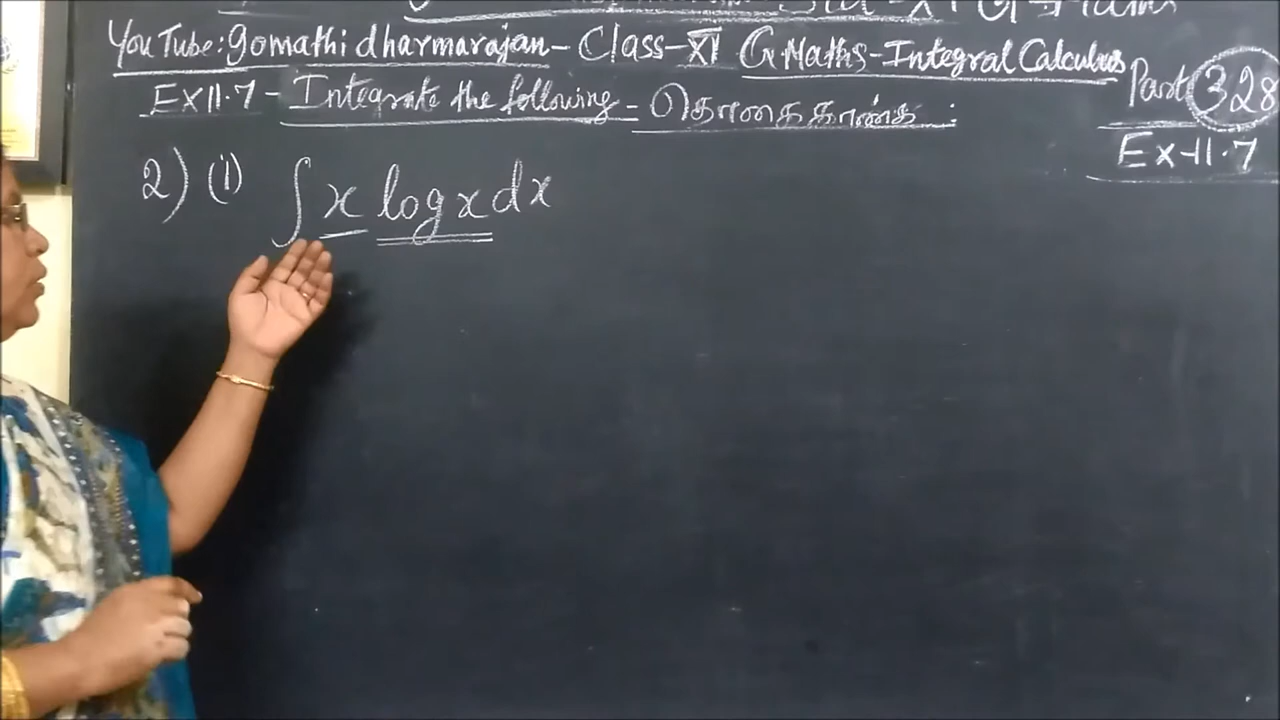 YouTube: gomathi dharmarajan - Class - XI G. Maths - Integral Calculus
Part 328
Ex 11.7 - Integrate the following - தொகைகாண்க :
Ex-11.7
2) (i) ∫ x log x dx